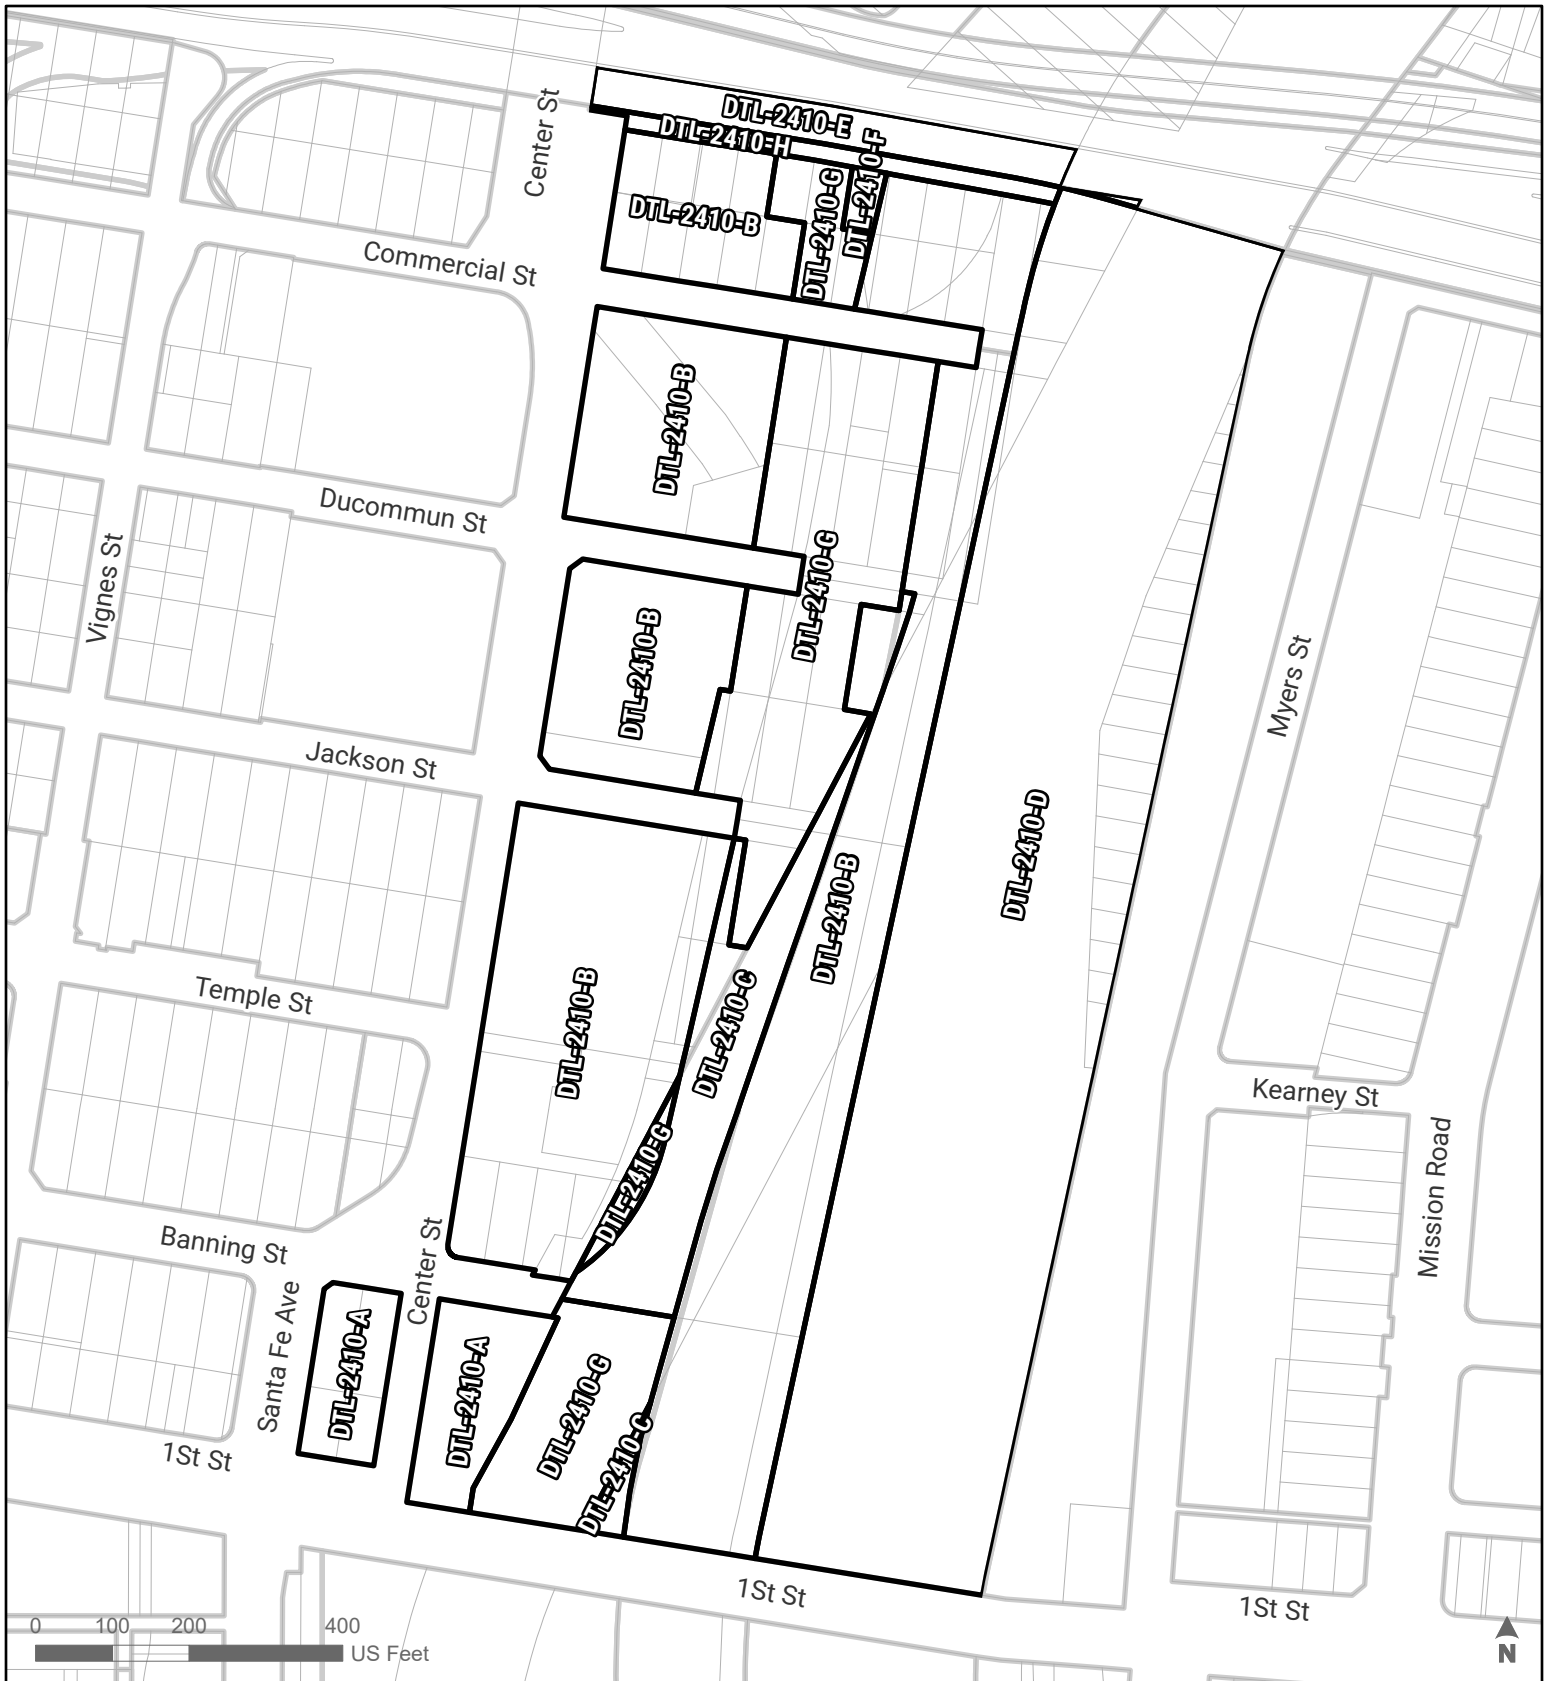 DTL-2410-E
DTL-2410-H
DTL-2410-F
DTL-2410-G
DTL-2410-B
Center St
Commercial St
DTL-2410-B
Ducommun St
Vignes St
DTL-2410-G
DTL-2410-B
Myers St
Jackson St
DTL-2410-D
DTL-2410-B
Temple St
DTL-2410-B
DTL-2410-C
Kearney St
DTL-2410-G
Mission Road
Banning St
Center St
Santa Fe Ave
DTL-2410-A
DTL-2410-A
DTL-2410-G
DTL-2410-C
1St St
1St St
1St St
0 100 200 400
US Feet
N